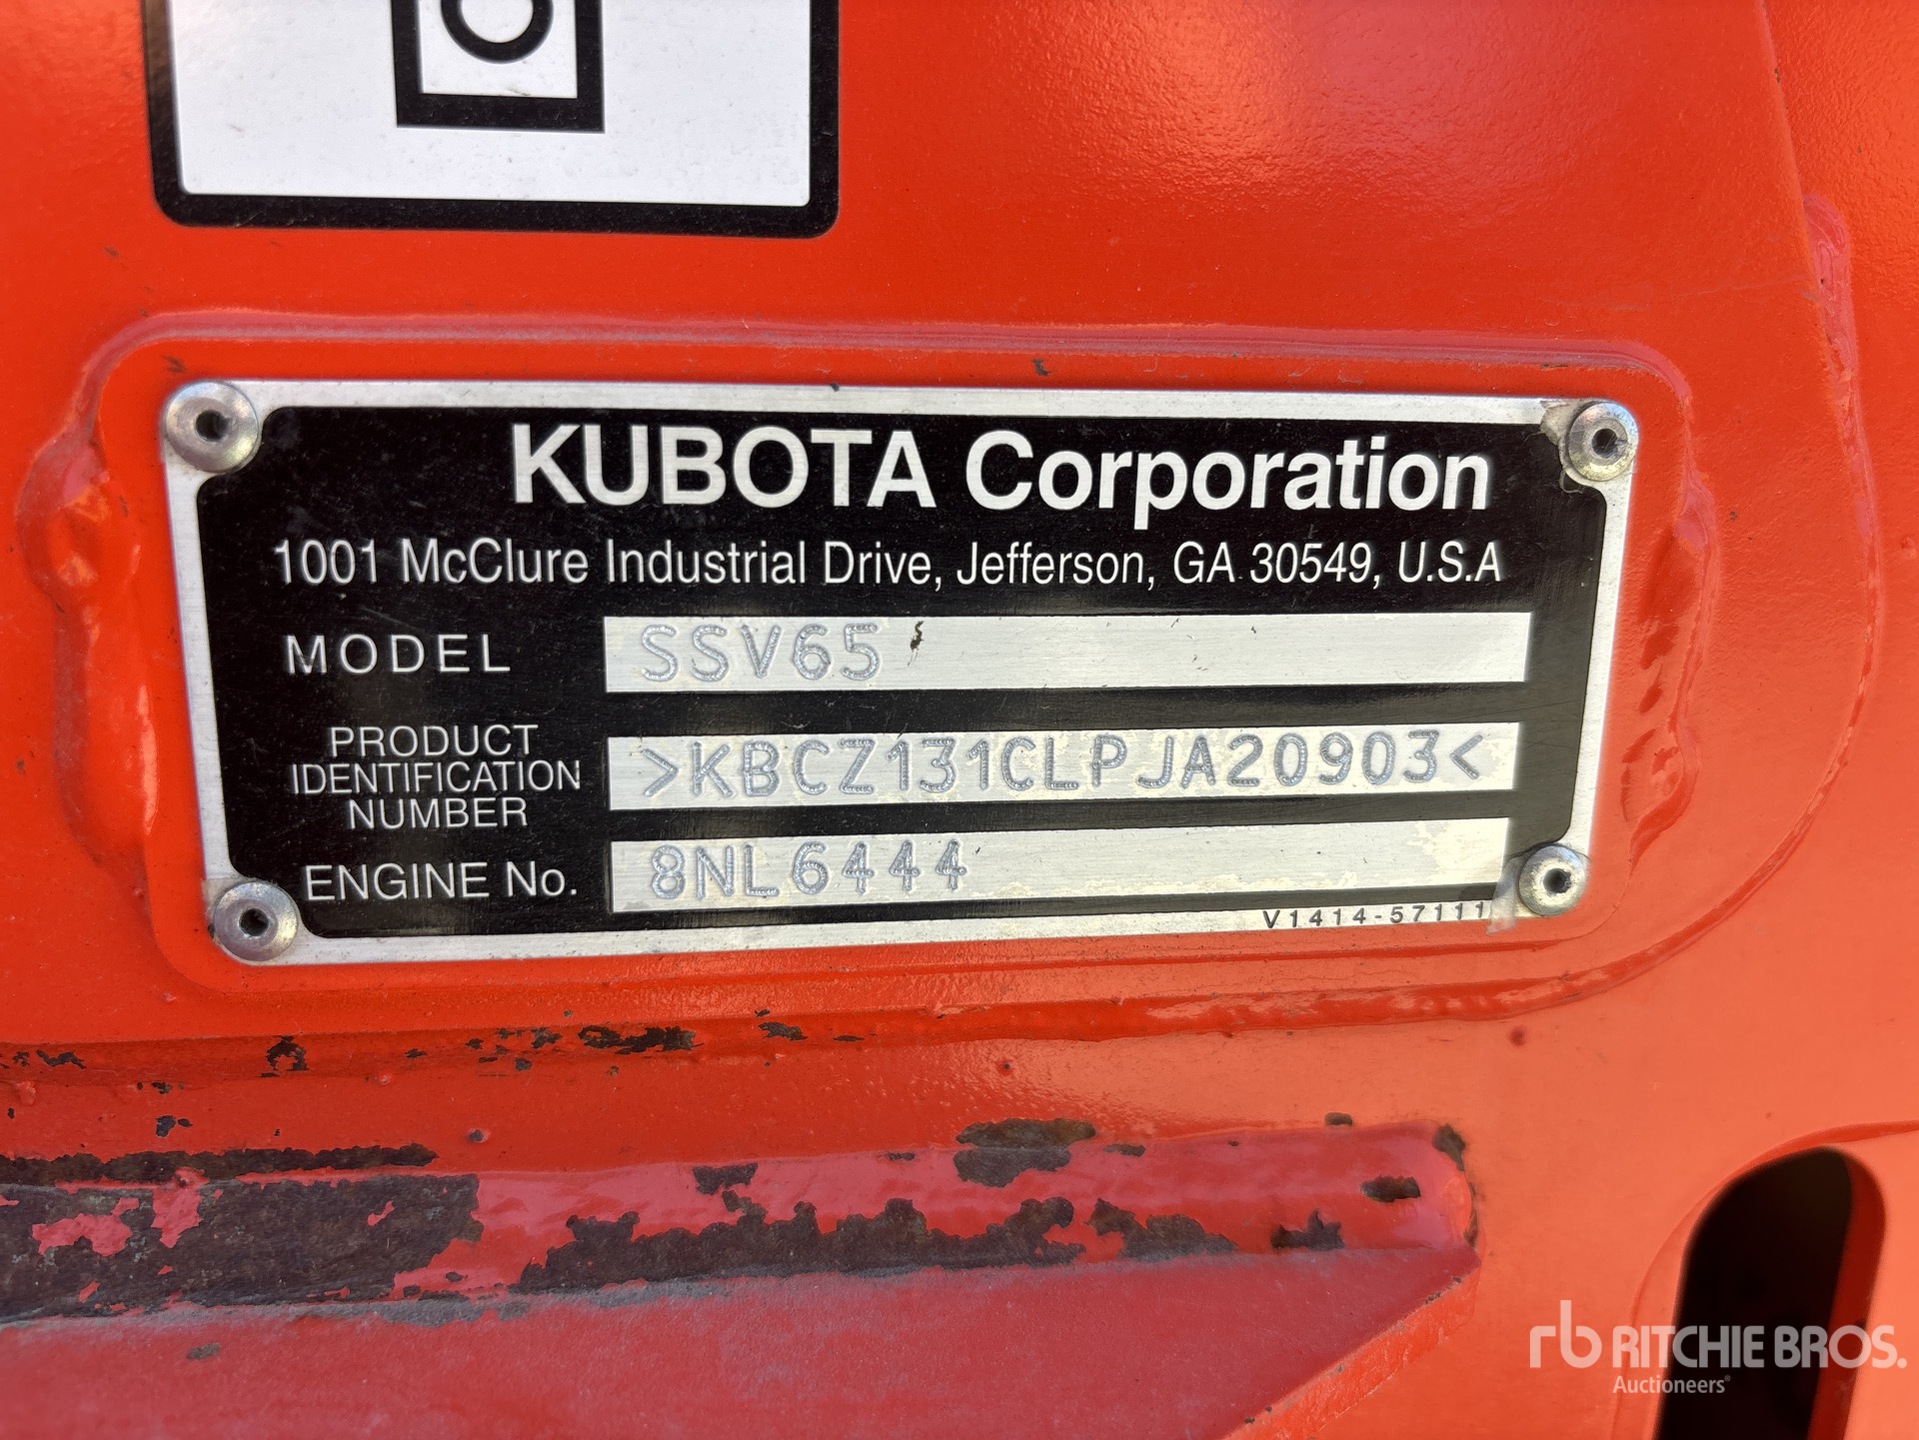 KUBOTA Corporation
1001 McClure Industrial Drive, Jefferson, GA 30549, U.S.A
MODEL SSV65
PRODUCT
IDENTIFICATION
NUMBER
>KBCZ131CLPJA20903<
ENGINE No. 8NL6444
V1414-57111
rb RITCHIE BROS.
Auctioneers®